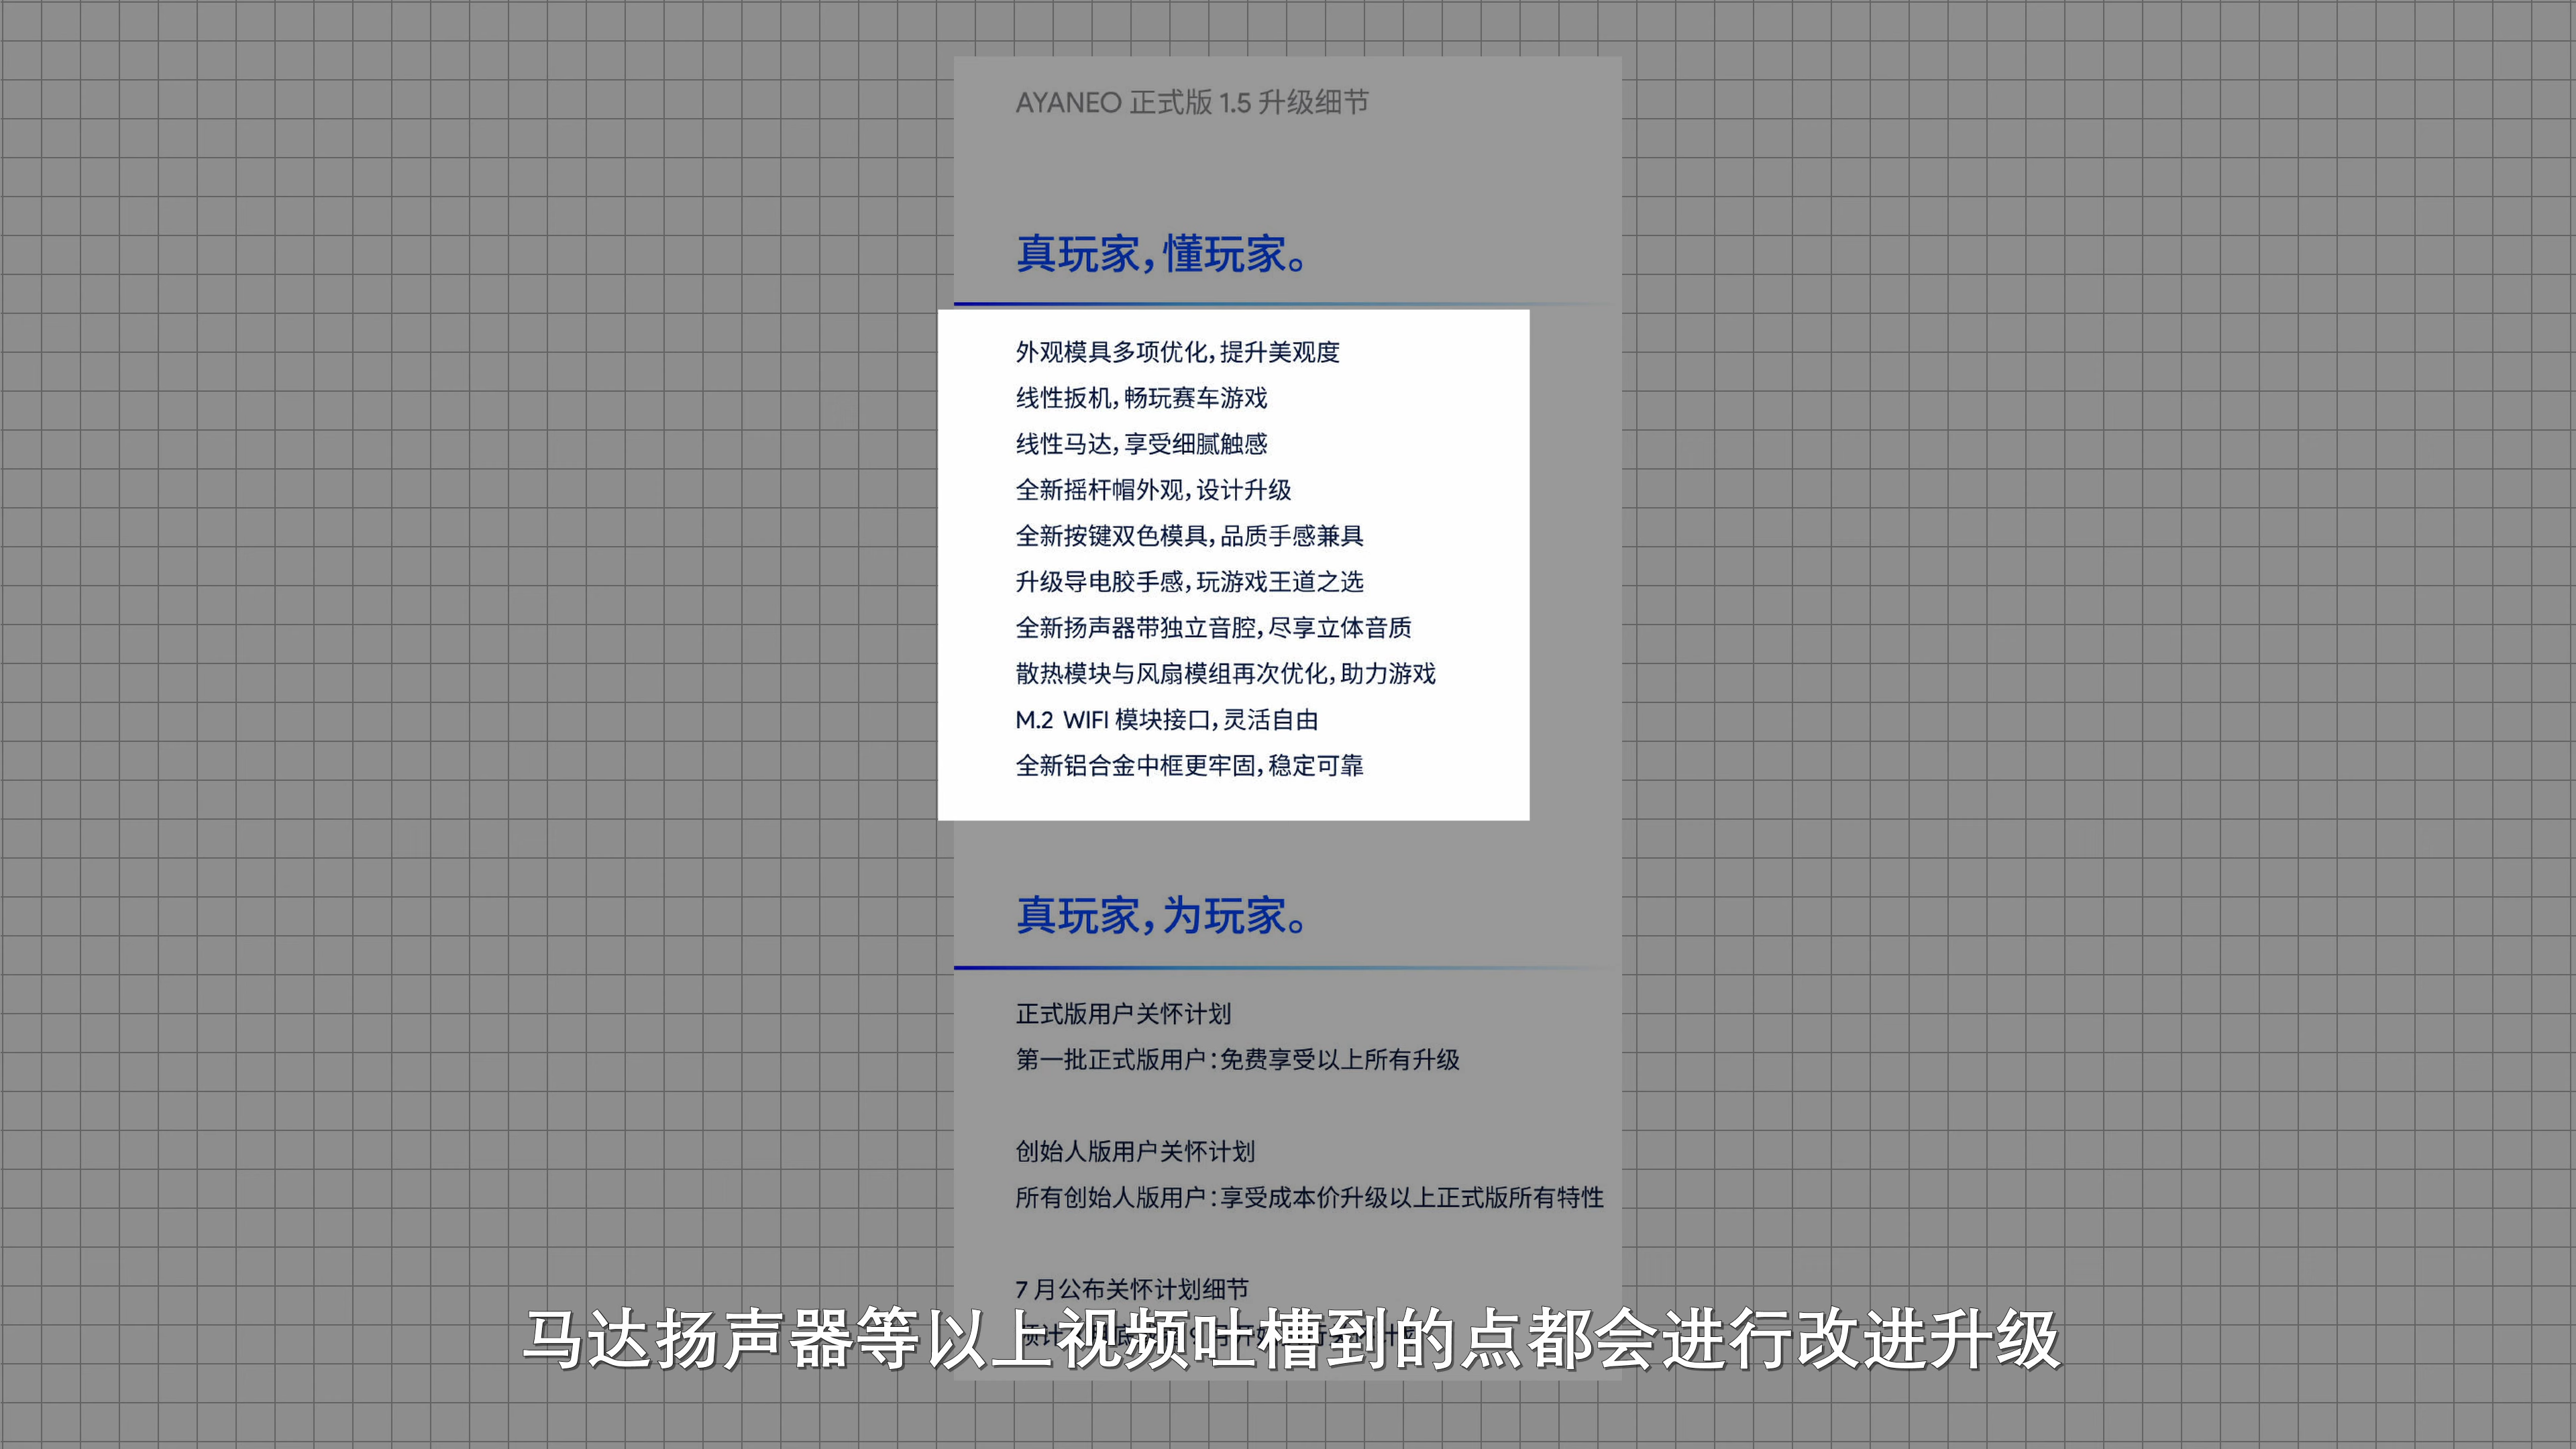 AYANEO 正式版 1.5 升级细节
真玩家，懂玩家。
外观模具多项优化，提升美观度
线性扳机，畅玩赛车游戏
线性马达，享受细腻触感
全新摇杆帽外观，设计升级
全新按键双色模具，品质手感兼具
升级导电胶手感，玩游戏王道之选
全新扬声器带独立音腔，尽享立体音质
散热模块与风扇模组再次优化，助力游戏
M.2 WIFI 模块接口，灵活自由
全新铝合金中框更牢固，稳定可靠
真玩家，为玩家。
正式版用户关怀计划
第一批正式版用户：免费享受以上所有升级
创始人版用户关怀计划
所有创始人版用户：享受成本价升级以上正式版所有特性
7 月公布关怀计划细节
马达扬声器等以上视频吐槽到的点都会进行改进升级